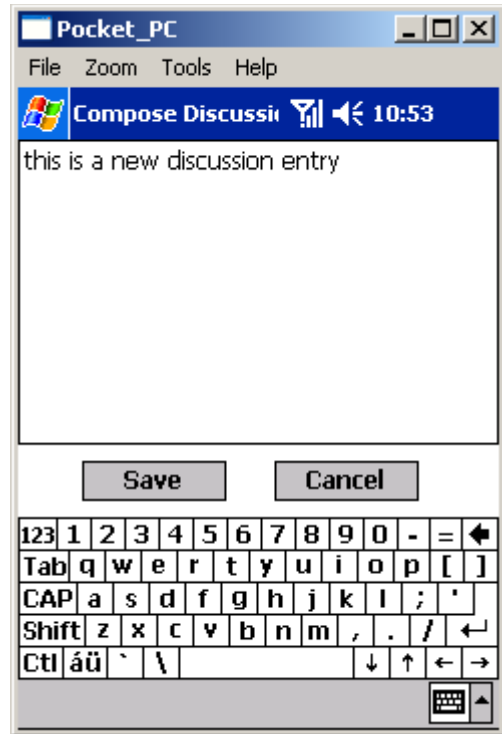 Pocket_PC
File Zoom Tools Help
Compose Discussi 10:53
this is a new discussion entry
Save Cancel
123 1 2 3 4 5 6 7 8 9 0 - =
Tab q w e r t y u i o p [ ]
CAP a s d f g h j k l ; '
Shift z x c v b n m , . /
Ctl áü ` \ ↓ ↑ ← →